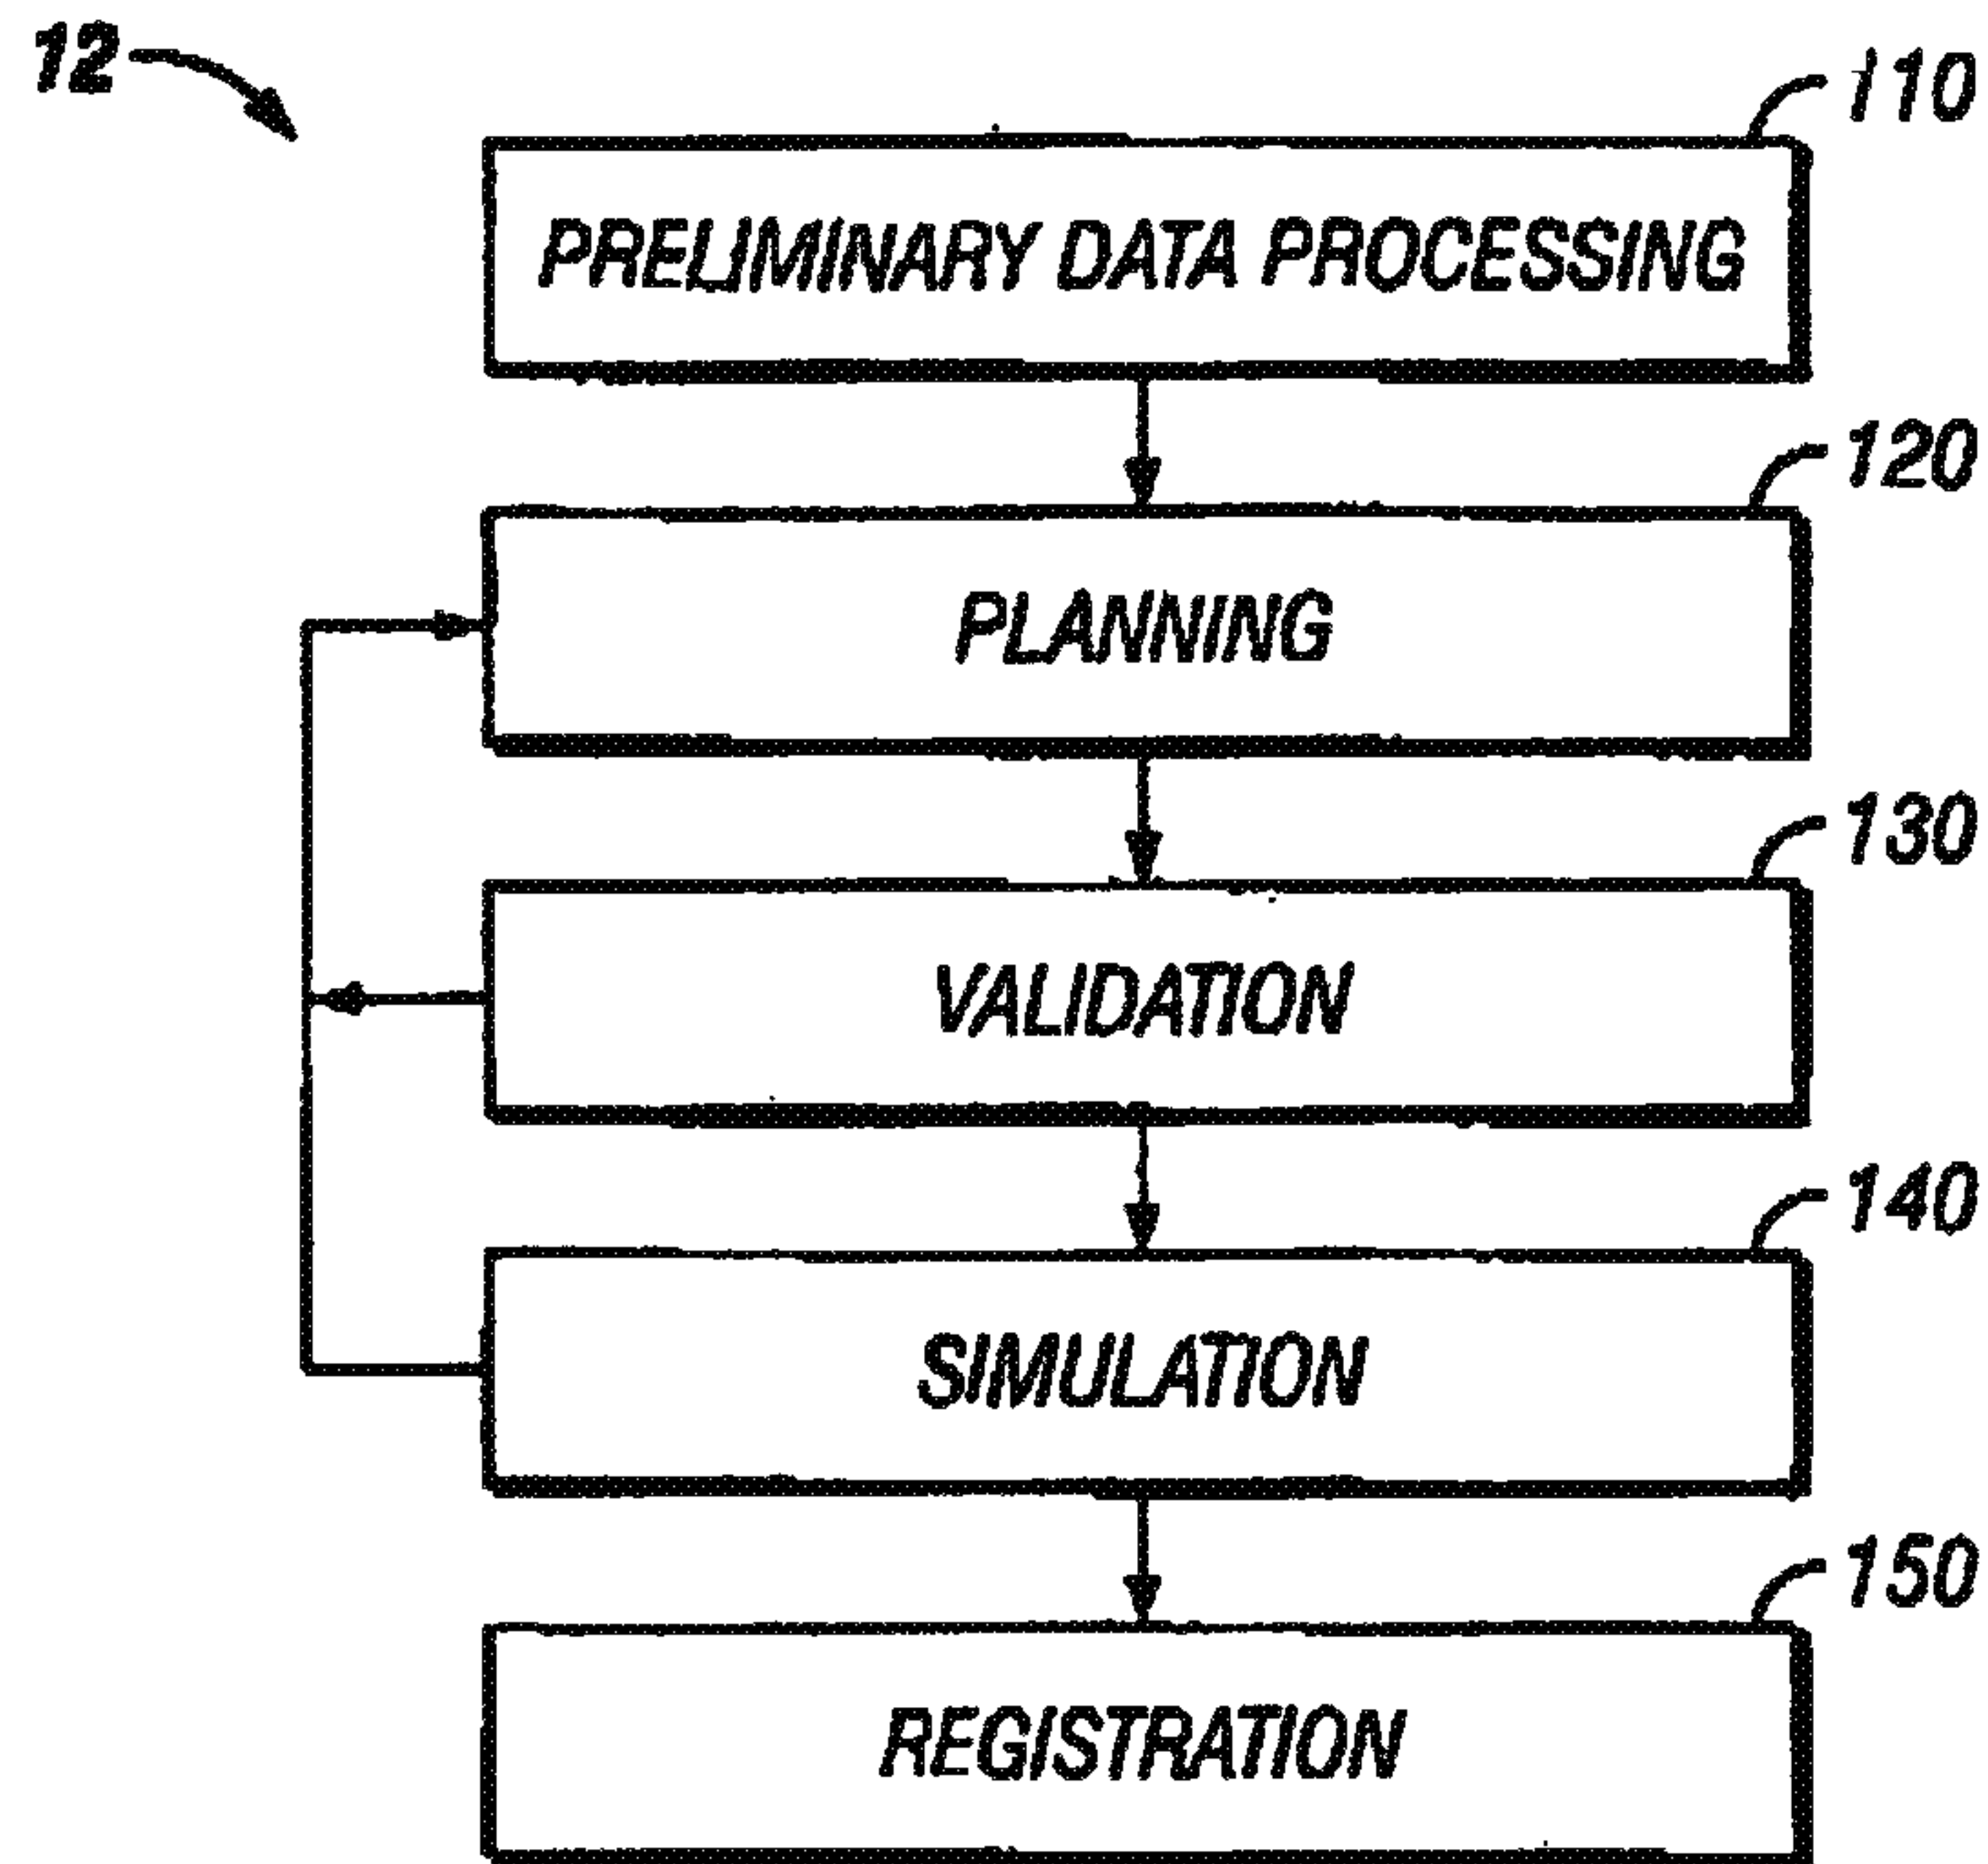 12
110
PRELIMINARY DATA PROCESSING
120
PLANNING
130
VALIDATION
140
SIMULATION
150
REGISTRATION